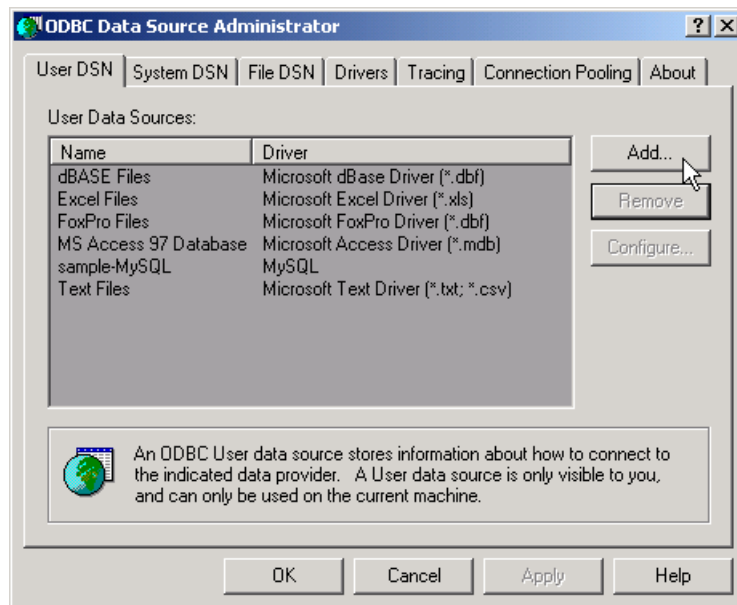 ODBC Data Source Administrator
User DSN System DSN File DSN Drivers Tracing Connection Pooling About
User Data Sources:
Name Driver
dBASE Files Microsoft dBase Driver (*.dbf)
Excel Files Microsoft Excel Driver (*.xls)
FoxPro Files Microsoft FoxPro Driver (*.dbf)
MS Access 97 Database Microsoft Access Driver (*.mdb)
sample-MySQL MySQL
Text Files Microsoft Text Driver (*.txt; *.csv)
Add...
Remove
Configure...
An ODBC User data source stores information about how to connect to
the indicated data provider. A User data source is only visible to you,
and can only be used on the current machine.
OK Cancel Apply Help